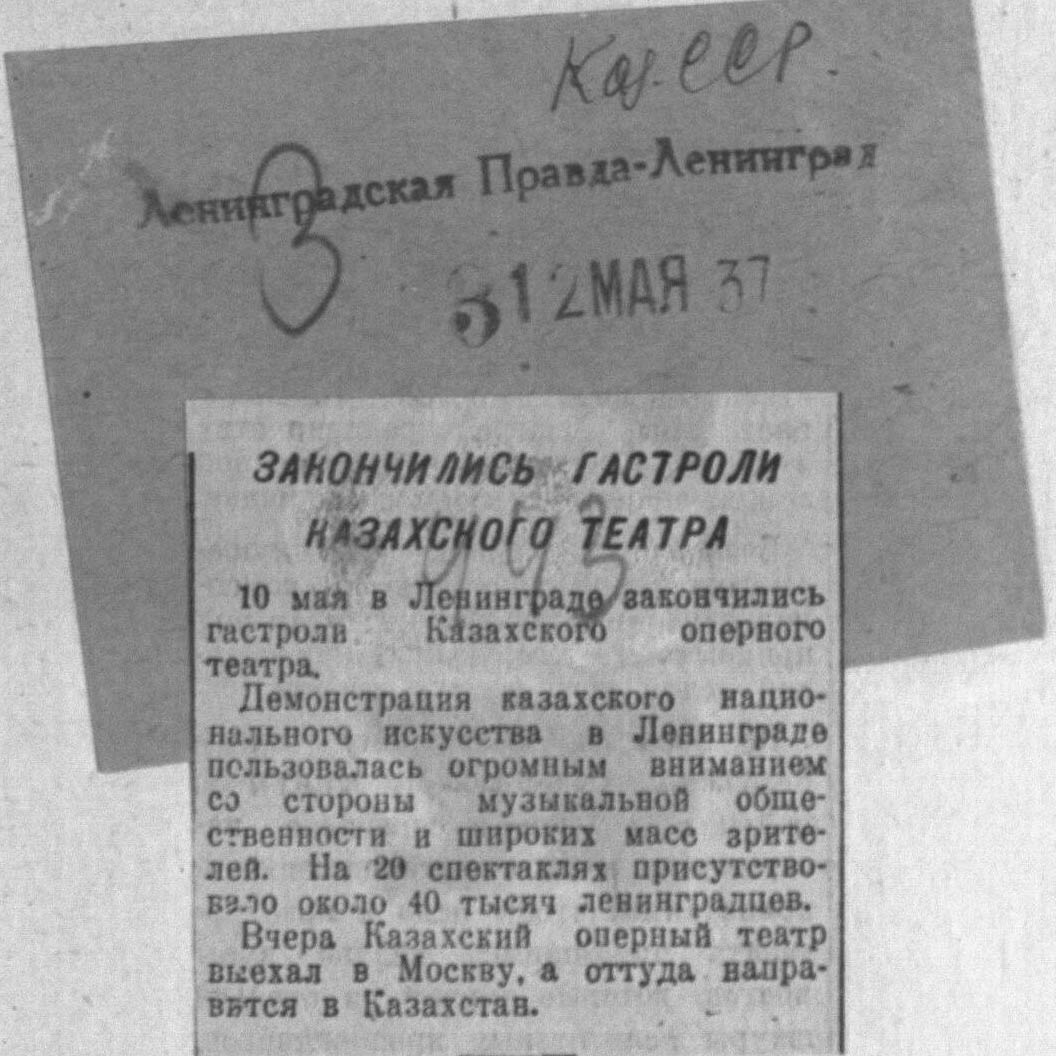 Каз. ССР.
Ленинградская Правда-Ленинград
3
12 МАЯ 37
ЗАКОНЧИЛИСЬ ГАСТРОЛИ
КАЗАХСКОГО ТЕАТРА
10 мая в Ленинграде закончились
гастроли Казахского оперного
театра.
Демонстрация казахского нацио-
нального искусства в Ленинграде
пользовалась огромным вниманием
со стороны музыкальной обще-
ственности и широких масс зрите-
лей. На 20 спектаклях присутство-
вало около 40 тысяч ленинградцев.
Вчера Казахский оперный театр
выехал в Москву, а оттуда напра-
вится в Казахстан.